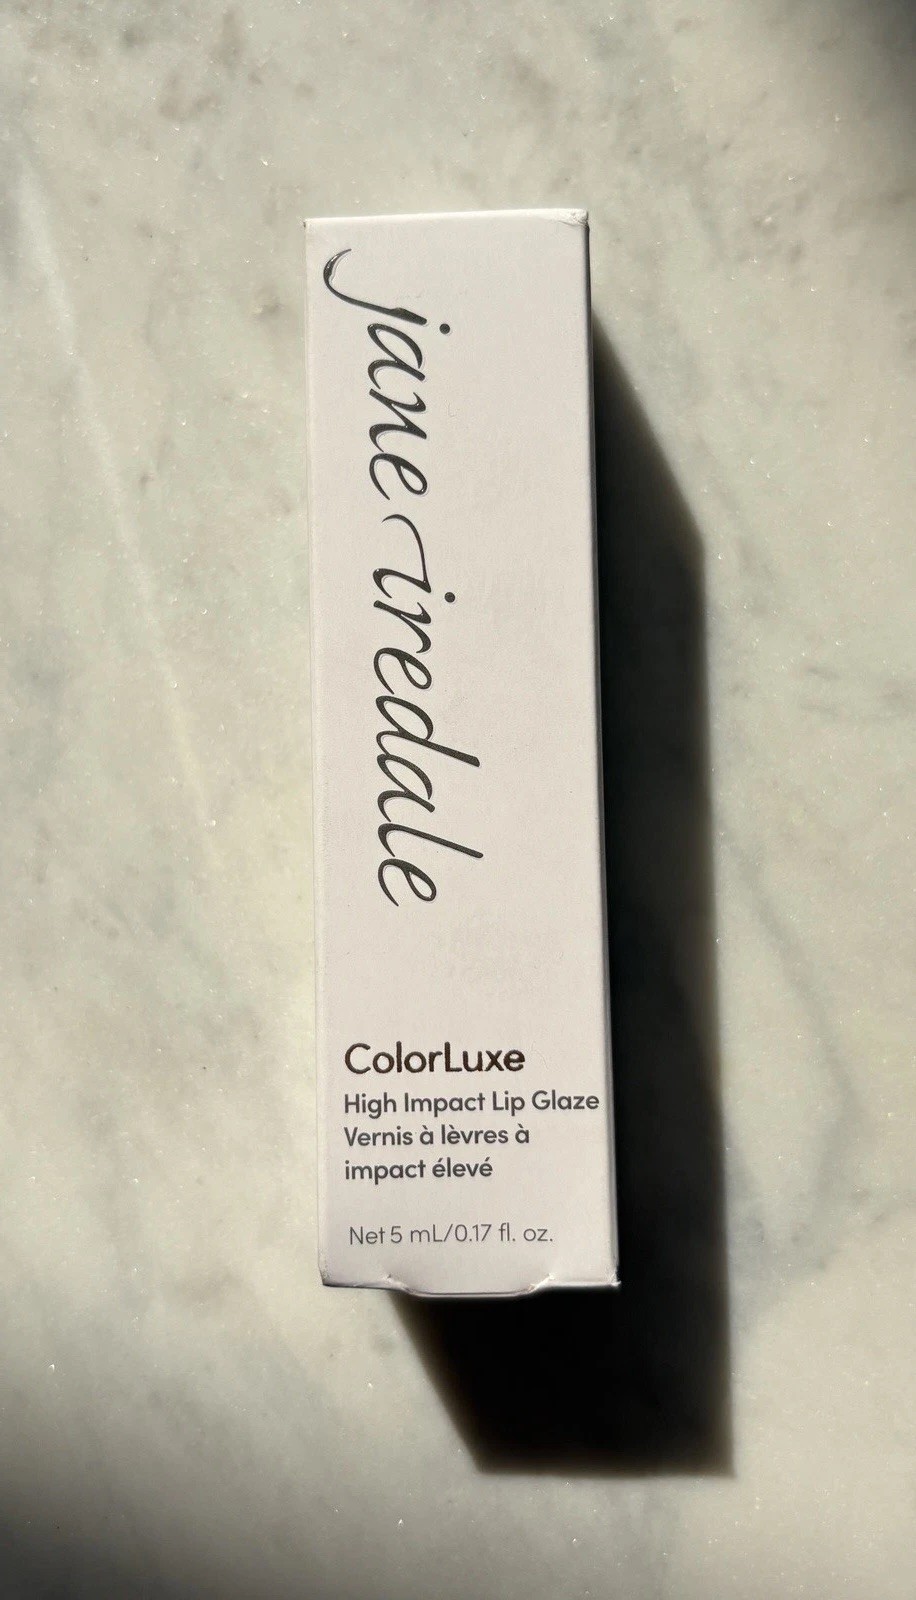 jane iredale
ColorLuxe
High Impact Lip Glaze
Vernis à lèvres à
impact élevé
Net 5 mL/0.17 fl. oz.